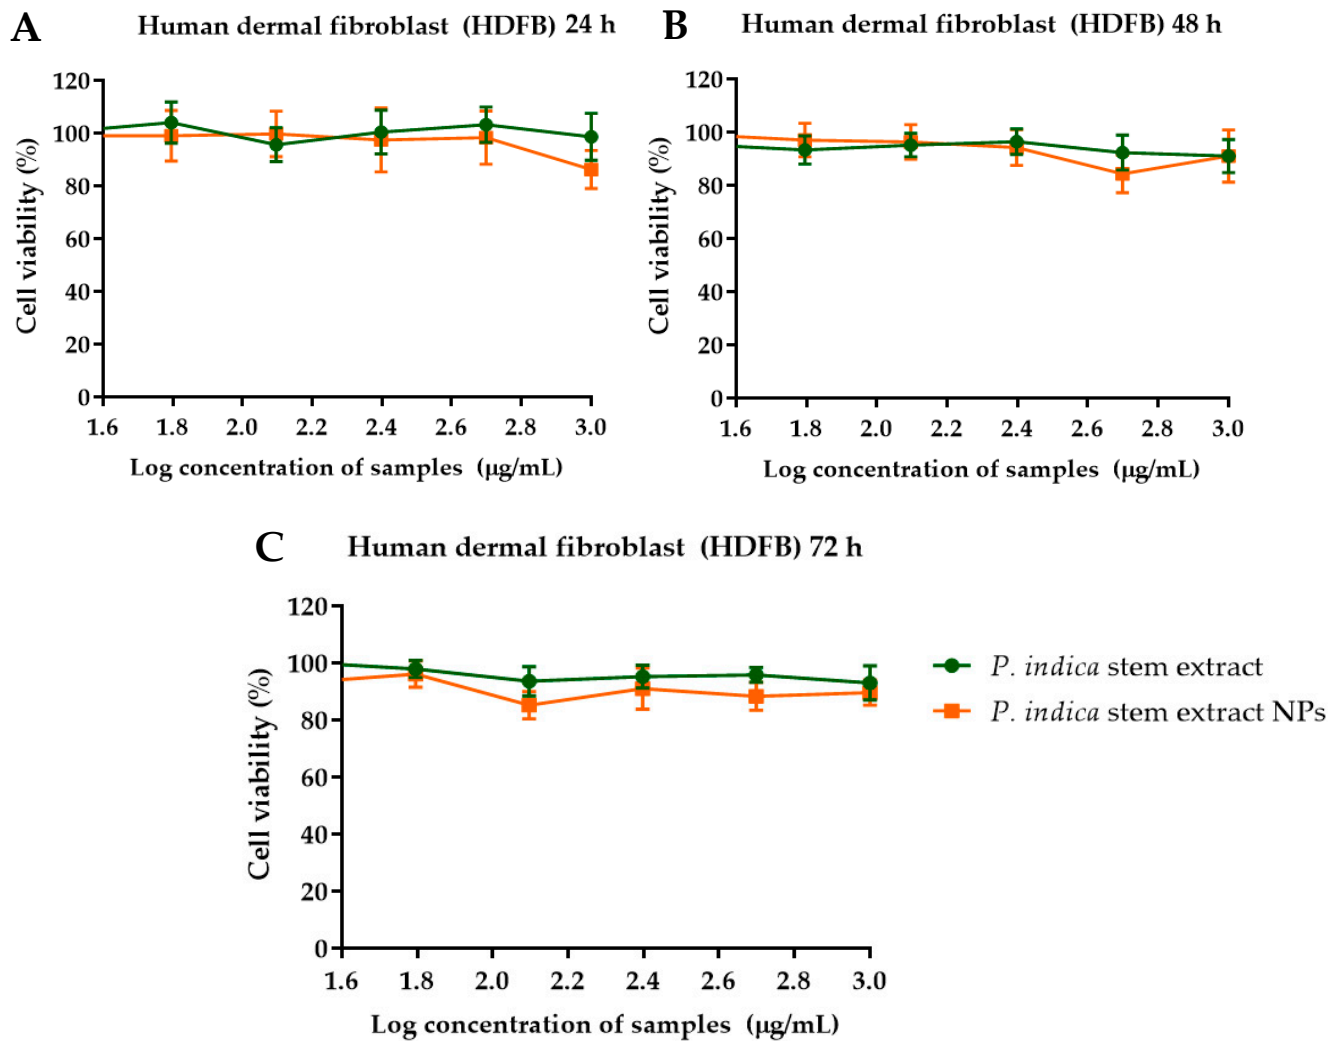 A
Human dermal fibroblast (HDFB) 24 h
120
100
80
60
40
20
0
Cell viability (%)
1.6 1.8 2.0 2.2 2.4 2.6 2.8 3.0
Log concentration of samples (µg/mL)
B
Human dermal fibroblast (HDFB) 48 h
120
100
80
60
40
20
0
Cell viability (%)
1.6 1.8 2.0 2.2 2.4 2.6 2.8 3.0
Log concentration of samples (µg/mL)
C
Human dermal fibroblast (HDFB) 72 h
120
100
80
60
40
20
0
Cell viability (%)
1.6 1.8 2.0 2.2 2.4 2.6 2.8 3.0
Log concentration of samples (µg/mL)
P. indica stem extract
P. indica stem extract NPs